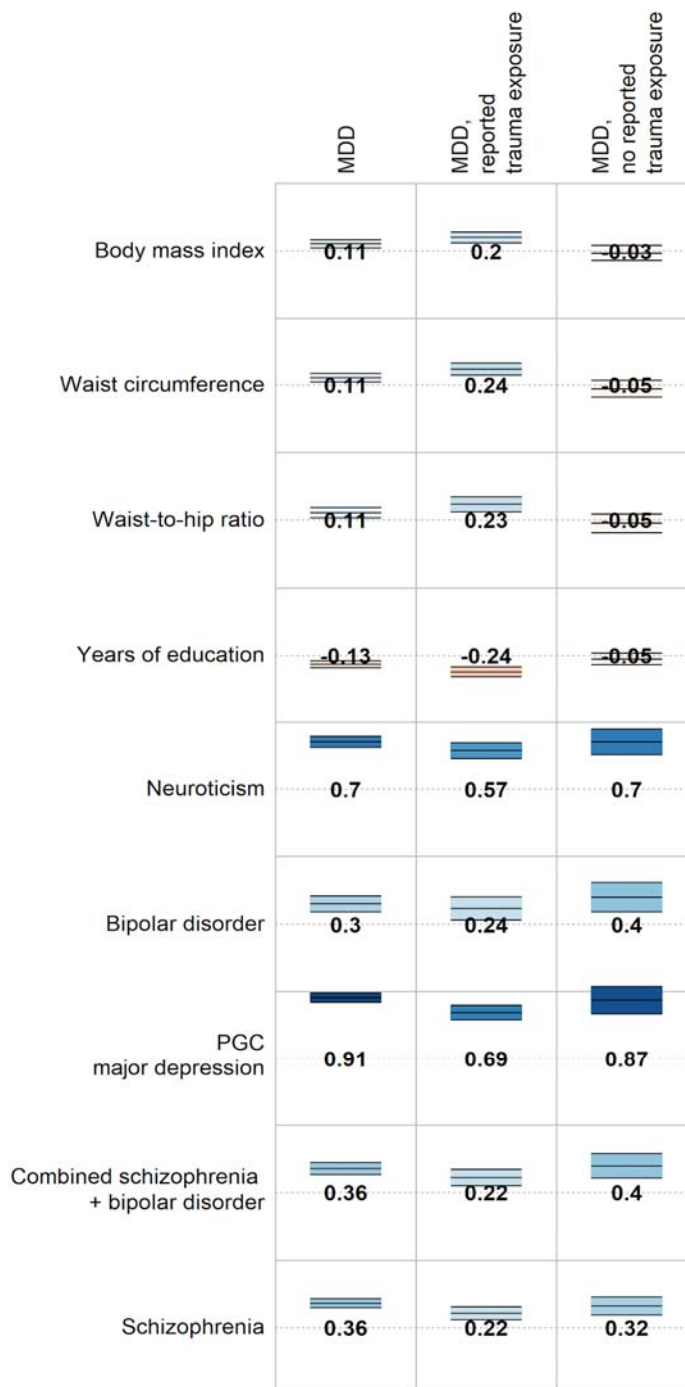 MDD
MDD,
reported
trauma exposure
MDD,
no reported
trauma exposure
Body mass index
0.11
0.2
-0.03
Waist circumference
0.11
0.24
-0.05
Waist-to-hip ratio
0.11
0.23
-0.05
Years of education
-0.13
-0.24
-0.05
Neuroticism
0.7
0.57
0.7
Bipolar disorder
0.3
0.24
0.4
PGC
major depression
0.91
0.69
0.87
Combined schizophrenia
+ bipolar disorder
0.36
0.22
0.4
Schizophrenia
0.36
0.22
0.32